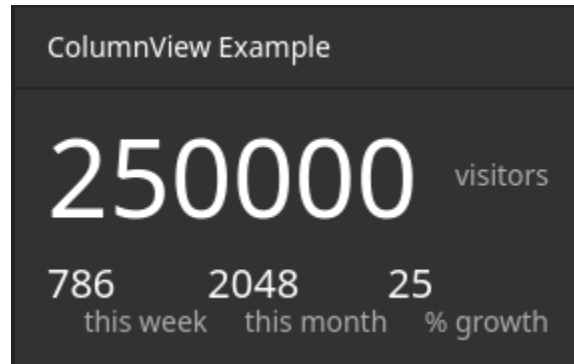 ColumnView Example
250000 visitors
786 2048 25
this week this month % growth